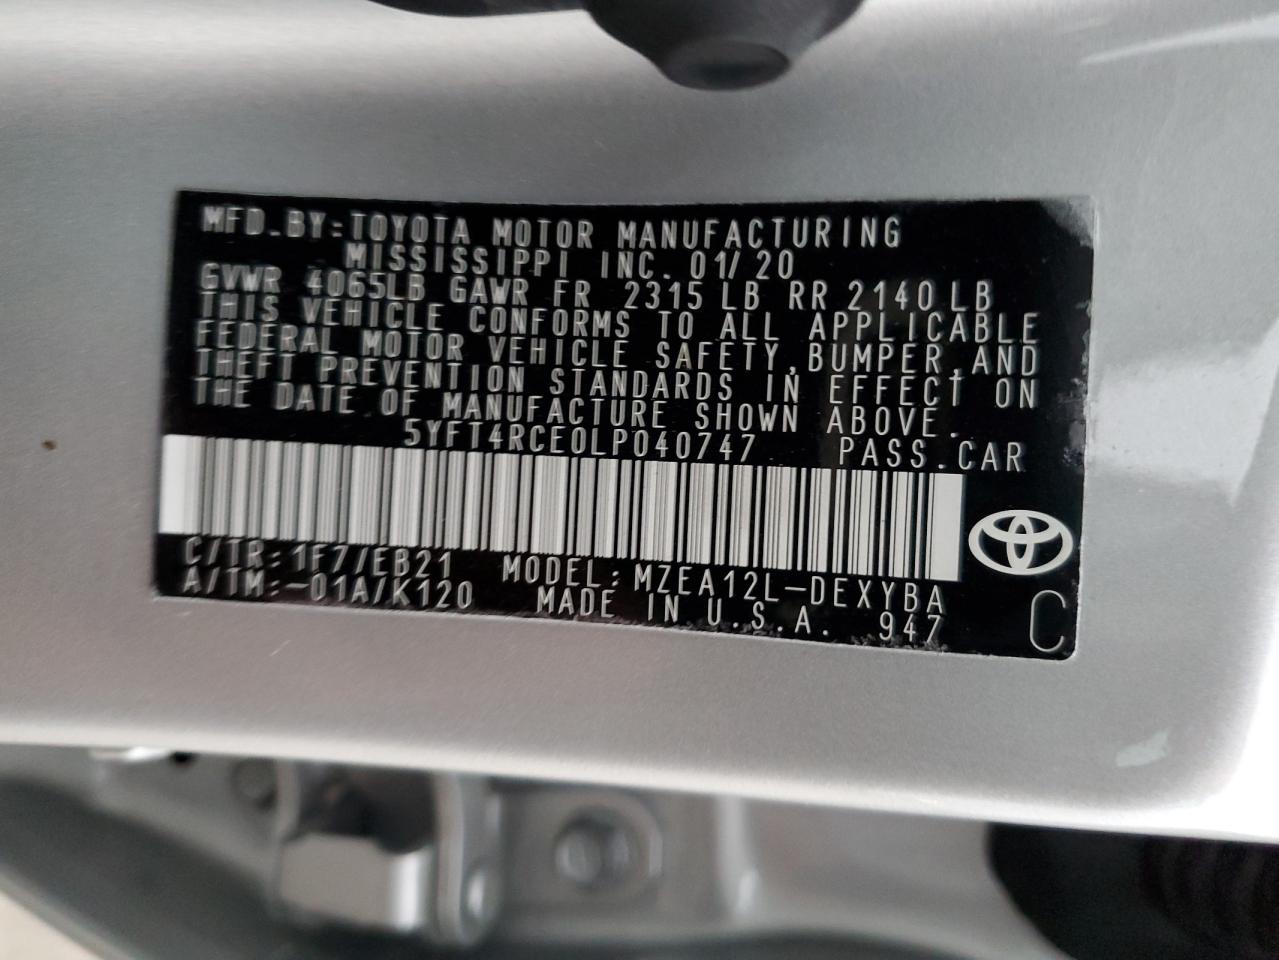 MFD.BY:TOYOTA MOTOR MANUFACTURING
MISSISSIPPI INC. 01/20
GVWR 4065LB GAWR FR 2315 LB RR 2140LB
THIS VEHICLE CONFORMS TO ALL APPLICABLE
FEDERAL MOTOR VEHICLE SAFETY,BUMPER,AND
THEFT PREVENTION STANDARDS IN EFFECT ON
THE DATE OF MANUFACTURE SHOWN ABOVE.
5YFT4RCE0LP040747 PASS.CAR
C/TR:1F7/EB21 MODEL:MZEA12L-DEXYBA
A/TM:-01A/K120 MADE IN U.S.A. 947 C